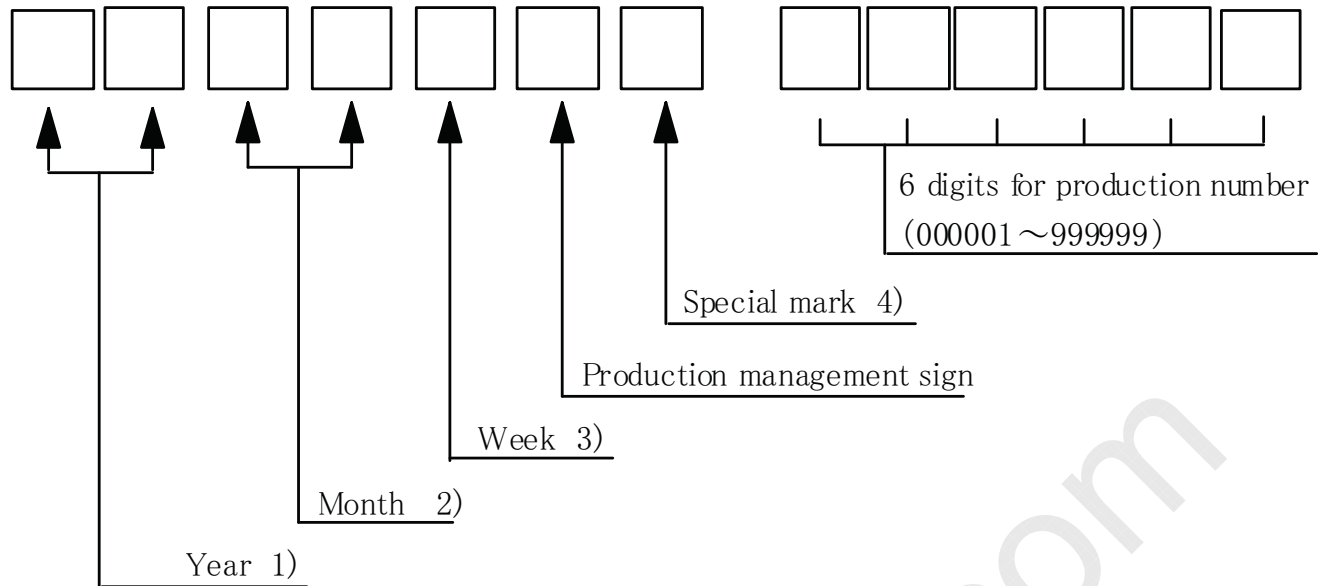 6 digits for production number
(000001～999999)
Special mark 4)
Production management sign
Week 3)
Month 2)
Year 1)
om